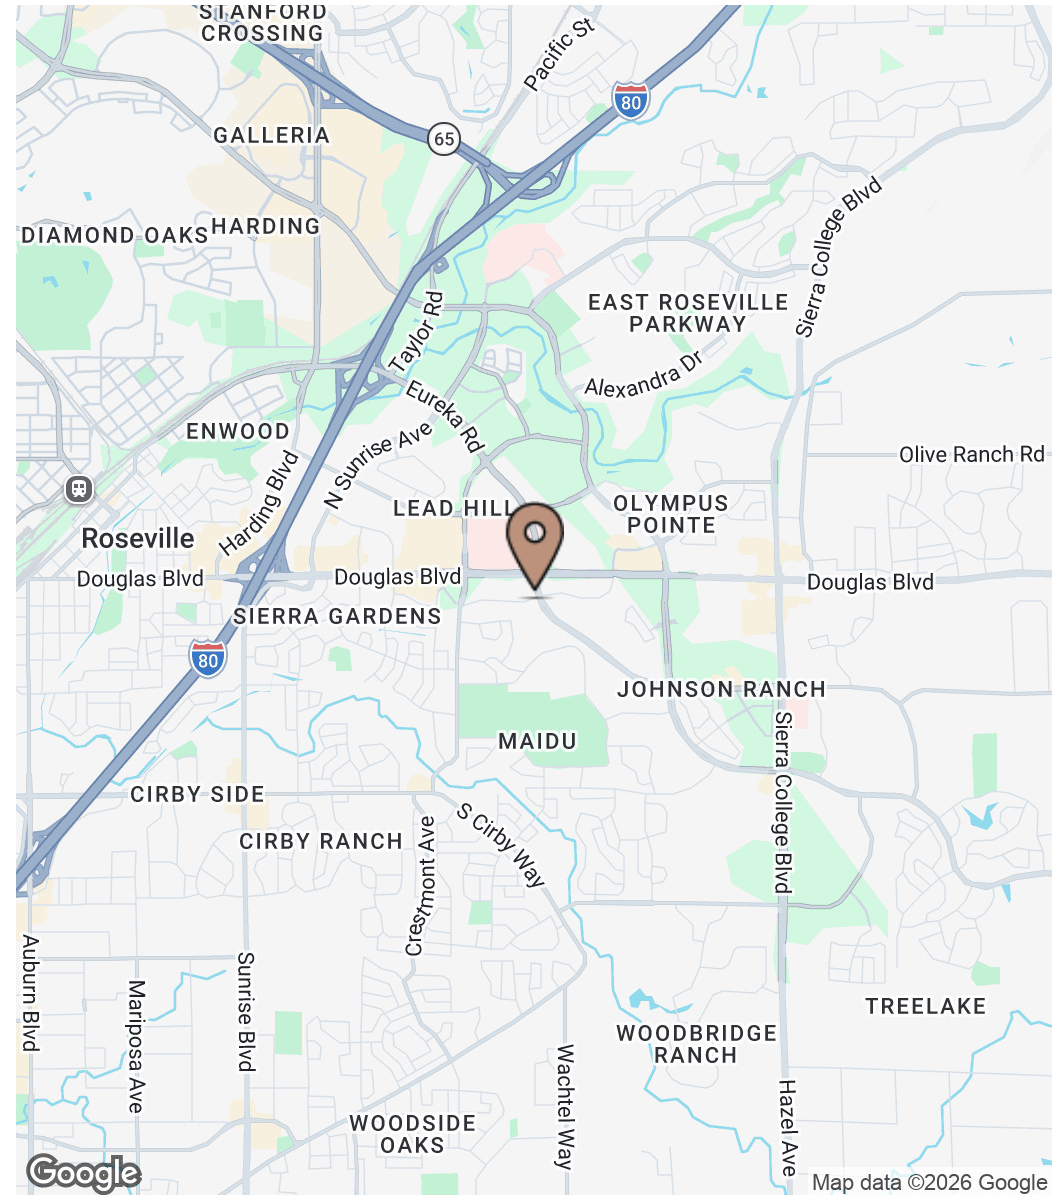 STANFORD
CROSSING
Pacific St
80
GALLERIA
65
Sierra College Blvd
DIAMOND OAKS
HARDING
EAST ROSEVILLE
PARKWAY
Taylor Rd
Alexandra Dr
Eureka Rd
ENWOOD
N Sunrise Ave
Olive Ranch Rd
Harding Blvd
LEAD HILL
OLYMPUS
POINTE
Roseville
Douglas Blvd
Douglas Blvd
Douglas Blvd
SIERRA GARDENS
80
JOHNSON RANCH
MAIDU
Sierra College Blvd
CIRBY SIDE
S Cirby Way
CIRBY RANCH
Crestmont Ave
Auburn Blvd
Sunrise Blvd
Mariposa Ave
TREELAKE
WOODBRIDGE
RANCH
Wachtel Way
Hazel Ave
WOODSIDE
OAKS
Google
Map data ©2026 Google